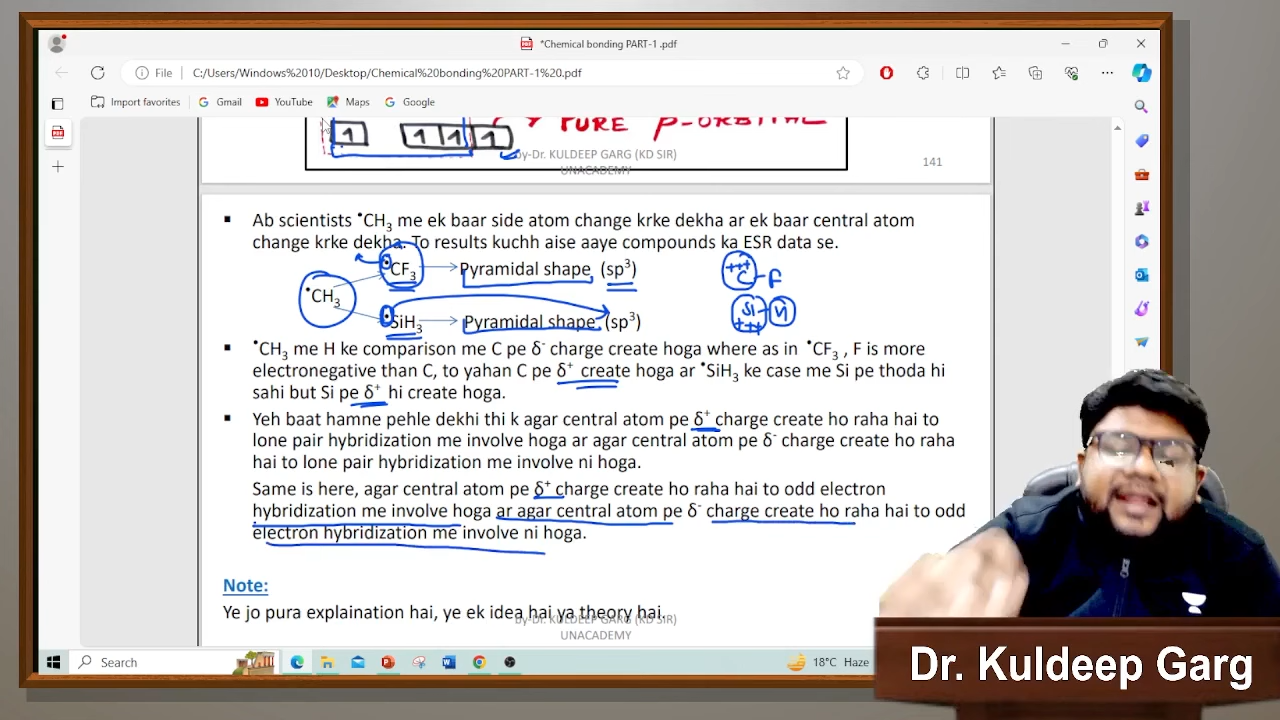 *Chemical bonding PART-1 .pdf
File C:/Users/Windows%2010/Desktop/Chemical%20bonding%20PART-1%20.pdf
Import favorites Gmail YouTube Maps Google
1 1 1 1 PURE P-ORBITAL
by-Dr. KULDEEP GARG (KD SIR)
UNACADEMY
141
▪ Ab scientists •CH₃ me ek baar side atom change krke dekha ar ek baar central atom
change krke dekha. To results kuchh aise aaye compounds ka ESR data se.
•CF₃ Pyramidal shape (sp³)
+++ C - F
•CH₃
•SiH₃ Pyramidal shape (sp³)
Si H
+++
▪ •CH₃ me H ke comparison me C pe δ⁻ charge create hoga where as in •CF₃ , F is more
electronegative than C, to yahan C pe δ⁺ create hoga ar •SiH₃ ke case me Si pe thoda hi
sahi but Si pe δ⁺ hi create hoga.
▪ Yeh baat hamne pehle dekhi thi k agar central atom pe δ⁺ charge create ho raha hai to
lone pair hybridization me involve hoga ar agar central atom pe δ⁻ charge create ho raha
hai to lone pair hybridization me involve ni hoga.
Same is here, agar central atom pe δ⁺ charge create ho raha hai to odd electron
hybridization me involve hoga ar agar central atom pe δ⁻ charge create ho raha hai to odd
electron hybridization me involve ni hoga.
Note:
Ye jo pura explaination hai, ye ek idea hai ya theory hai.
by-Dr. KULDEEP GARG (KD SIR)
UNACADEMY
Search
18°C Haze
Dr. Kuldeep Garg